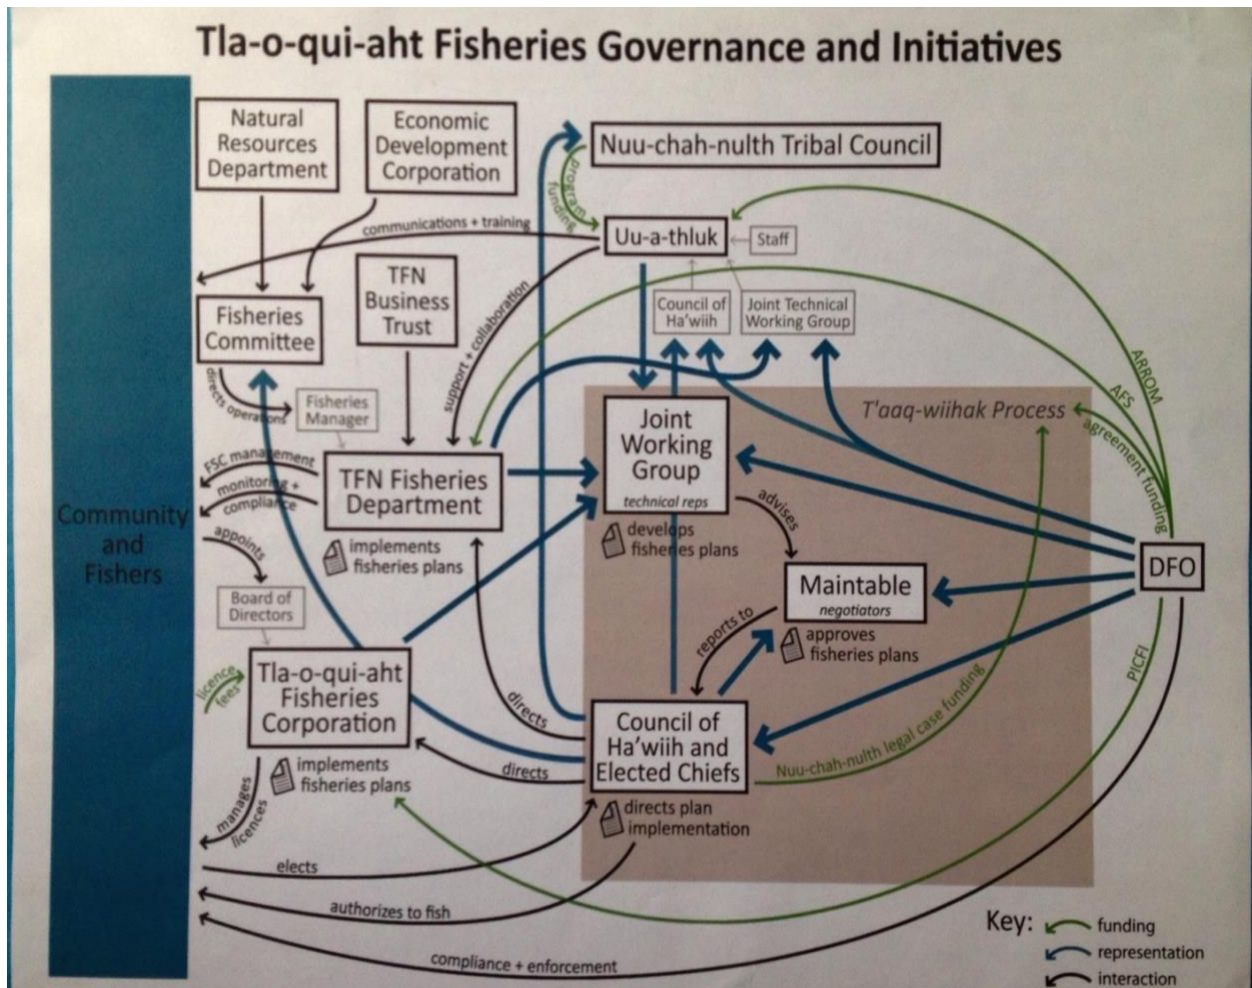 Tla-o-qui-aht Fisheries Governance and Initiatives
Natural
Resources
Department
Economic
Development
Corporation
Nuu-chah-nulth Tribal Council
program
funding
communications + training
Uu-a-thluk
Staff
TFN
Business
Trust
Fisheries
Committee
support + collaboration
Council of
Ha'wiih
Joint Technical
Working Group
ARROM
AFS
agreement funding
directs operations
Fisheries
Manager
Joint
Working
Group
technical reps
T'aaq-wiihak Process
FSC management
monitoring +
compliance
TFN Fisheries
Department
advises
develops
fisheries plans
implements
fisheries plans
Community
and
Fishers
appoints
Board of
Directors
Maintable
negotiators
DFO
reports to
approves
fisheries plans
licence
fees
Tla-o-qui-aht
Fisheries
Corporation
directs
directs
Council of
Ha'wiih and
Elected Chiefs
Nuu-chah-nulth legal case funding
PICFI
implements
fisheries plans
manages
licences
directs plan
implementation
elects
authorizes to fish
compliance + enforcement
Key:
funding
representation
interaction